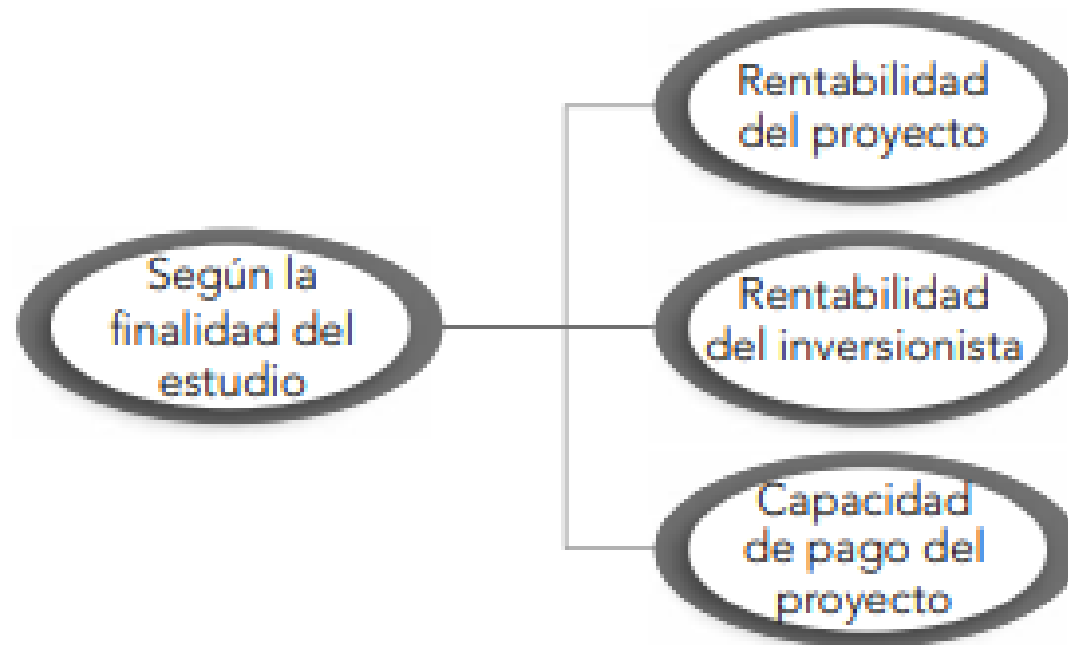 Según la
finalidad del
estudio
Rentabilidad
del proyecto
Rentabilidad
del inversionista
Capacidad
de pago del
proyecto